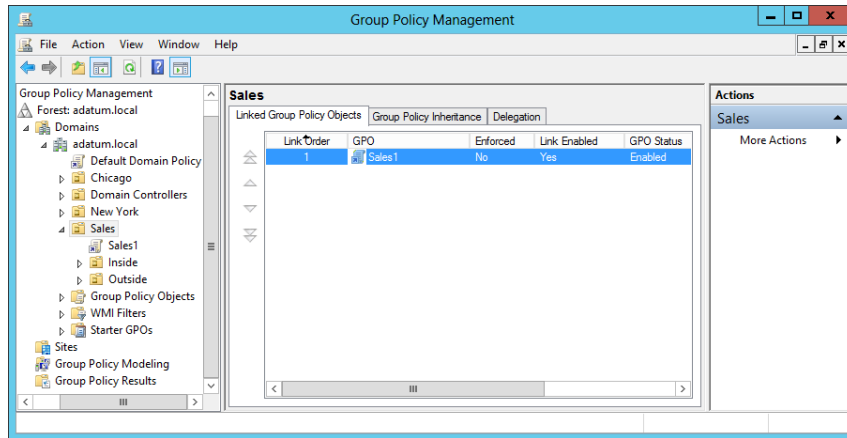 Group Policy Management
File Action View Window Help
Group Policy Management
Forest: adatum.local
Domains
adatum.local
Default Domain Policy
Chicago
Domain Controllers
New York
Sales
Sales1
Inside
Outside
Group Policy Objects
WMI Filters
Starter GPOs
Sites
Group Policy Modeling
Group Policy Results
Sales
Linked Group Policy Objects Group Policy Inheritance Delegation
Link Order GPO Enforced Link Enabled GPO Status
1 Sales1 No Yes Enabled
Actions
Sales
More Actions